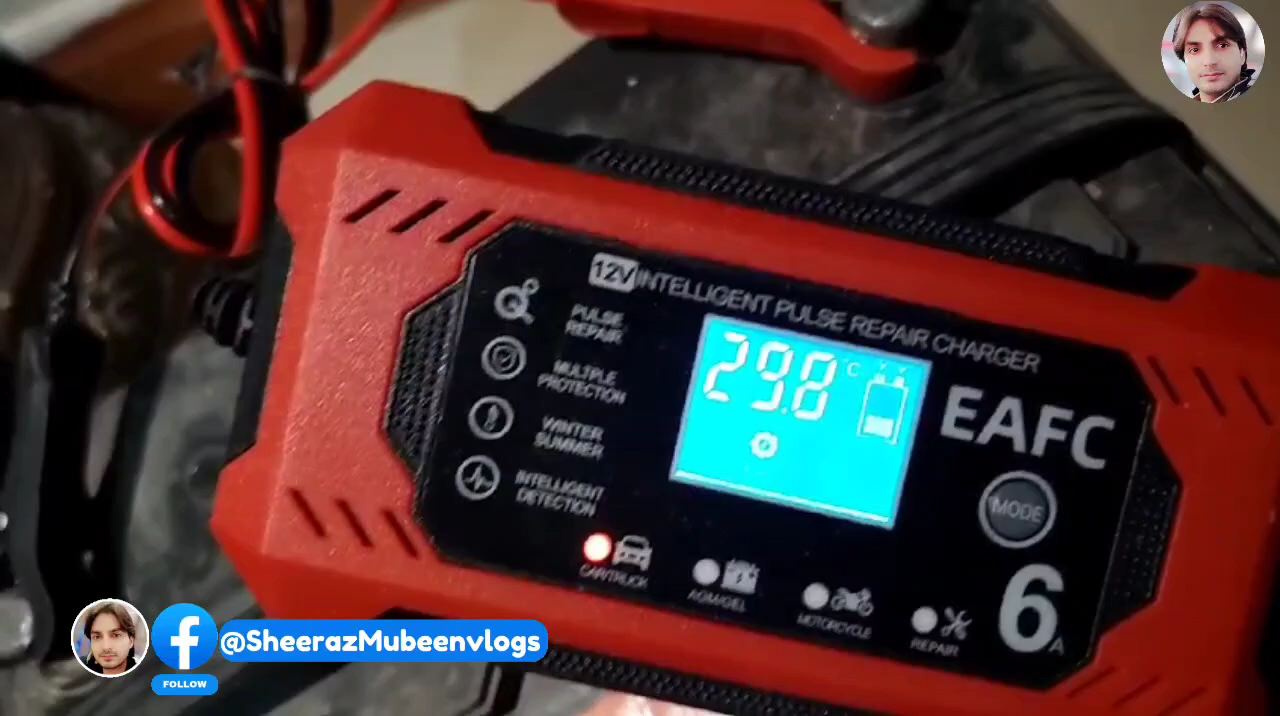 12V INTELLIGENT PULSE REPAIR CHARGER
PULSE
REPAIR
MULTIPLE
PROTECTION
WINTER
SUMMER
INTELLIGENT
DETECTION
29.8 °C
EAFC
MODE
6A
CAR/TRUCK
AGM/GEL
MOTORCYCLE
REPAIR
@SheerazMubeenvlogs
FOLLOW